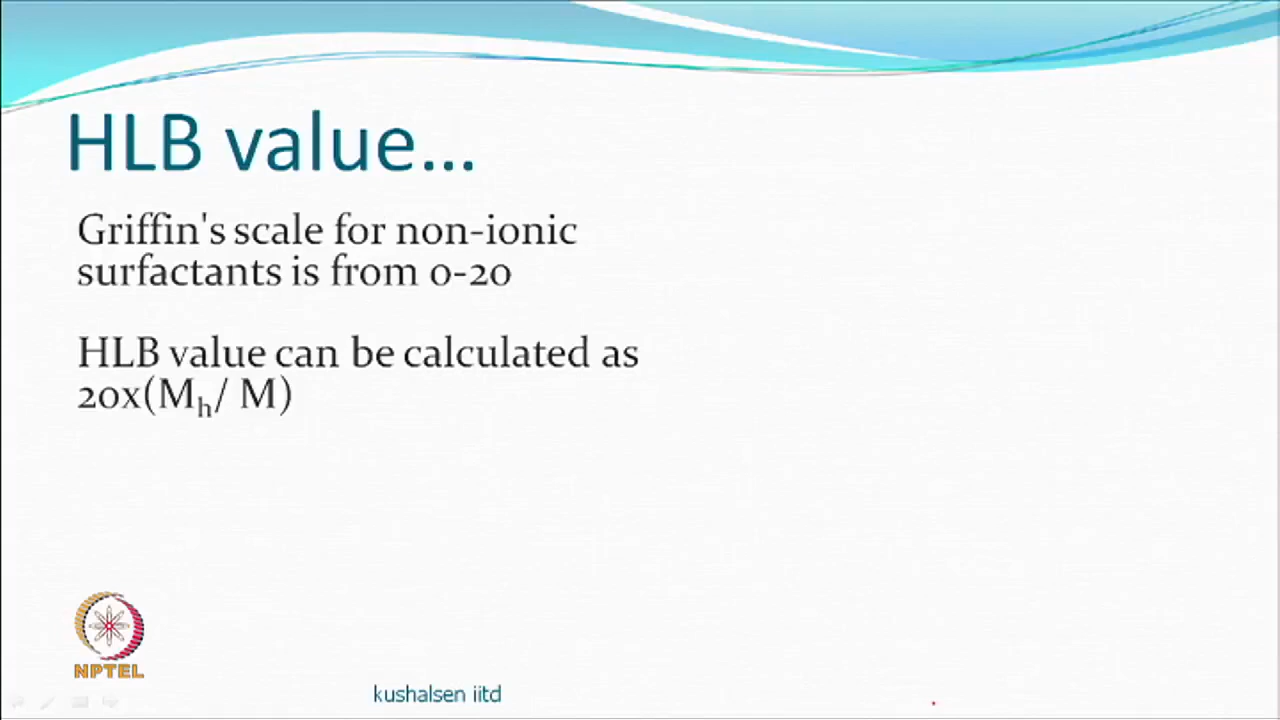 HLB value...
Griffin's scale for non-ionic
surfactants is from 0-20
HLB value can be calculated as
20x(Mh/ M)
NPTEL
kushalsen iitd